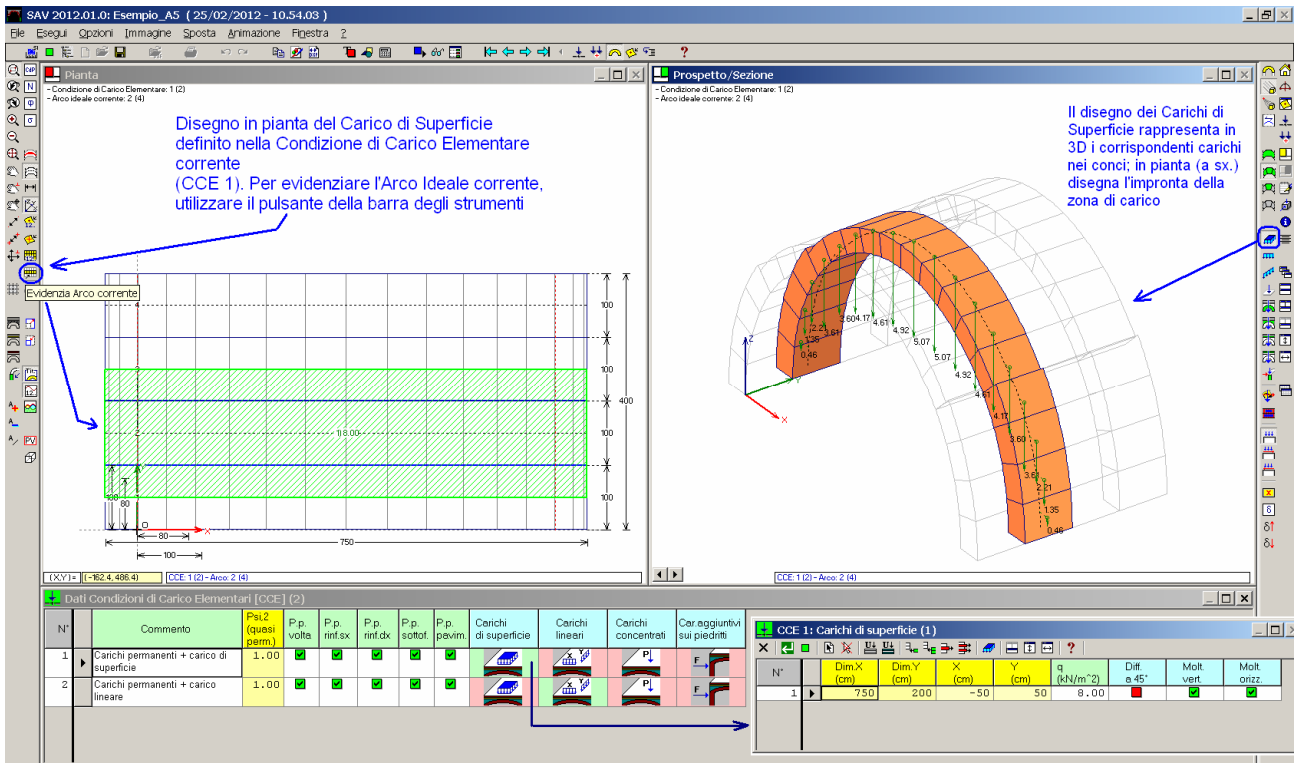 SAV 2012.01.0: Esempio_A5 ( 25/02/2012 - 10.54.03 )
File Esegui Opzioni Immagine Sposta Animazione Finestra ?
Pianta
- Condizione di Carico Elementare: 1 (2)
- Arco ideale corrente: 2 (4)
Disegno in pianta del Carico di Superficie
definito nella Condizione di Carico Elementare
corrente
(CCE 1). Per evidenziare l'Arco Ideale corrente,
utilizzare il pulsante della barra degli strumenti
Evidenzia Arco corrente
4
100
3
100
400
2
1\8.00
100
1
100
80
100
Y
O
X
80
750
100
(X,Y) = (-162.4, 486.4) CCE: 1 (2) - Arco: 2 (4)
Prospetto/Sezione
- Condizione di Carico Elementare: 1 (2)
- Arco ideale corrente: 2 (4)
Il disegno dei Carichi di
Superficie rappresenta in
3D i corrispondenti carichi
nei conci; in pianta (a sx.)
disegna l'impronta della
zona di carico
Z
Y
X
0.46
1.35
2.21
3.61
2.60
4.17
4.61
4.92
5.07
5.07
4.92
4.61
4.17
3.60
3.61
2.21
1.35
0.46
CCE: 1 (2) - Arco: 2 (4)
Dati Condizioni di Carico Elementari [CCE] (2)
N° Commento Psi,2 (quasi perm.) P.p. volta P.p. rinf.sx P.p. rinf.dx P.p. sottof. P.p. pavim. Carichi di superficie Carichi lineari Carichi concentrati Car.aggiuntivi sui piedritti
1 Carichi permanenti + carico di superficie 1.00
2 Carichi permanenti + carico lineare 1.00
CCE 1: Carichi di superficie (1)
N° Dim.X (cm) Dim.Y (cm) X (cm) Y (cm) q (kN/m^2) Diff. a 45° Molt. vert. Molt. orizz.
1 750 200 -50 50 8.00